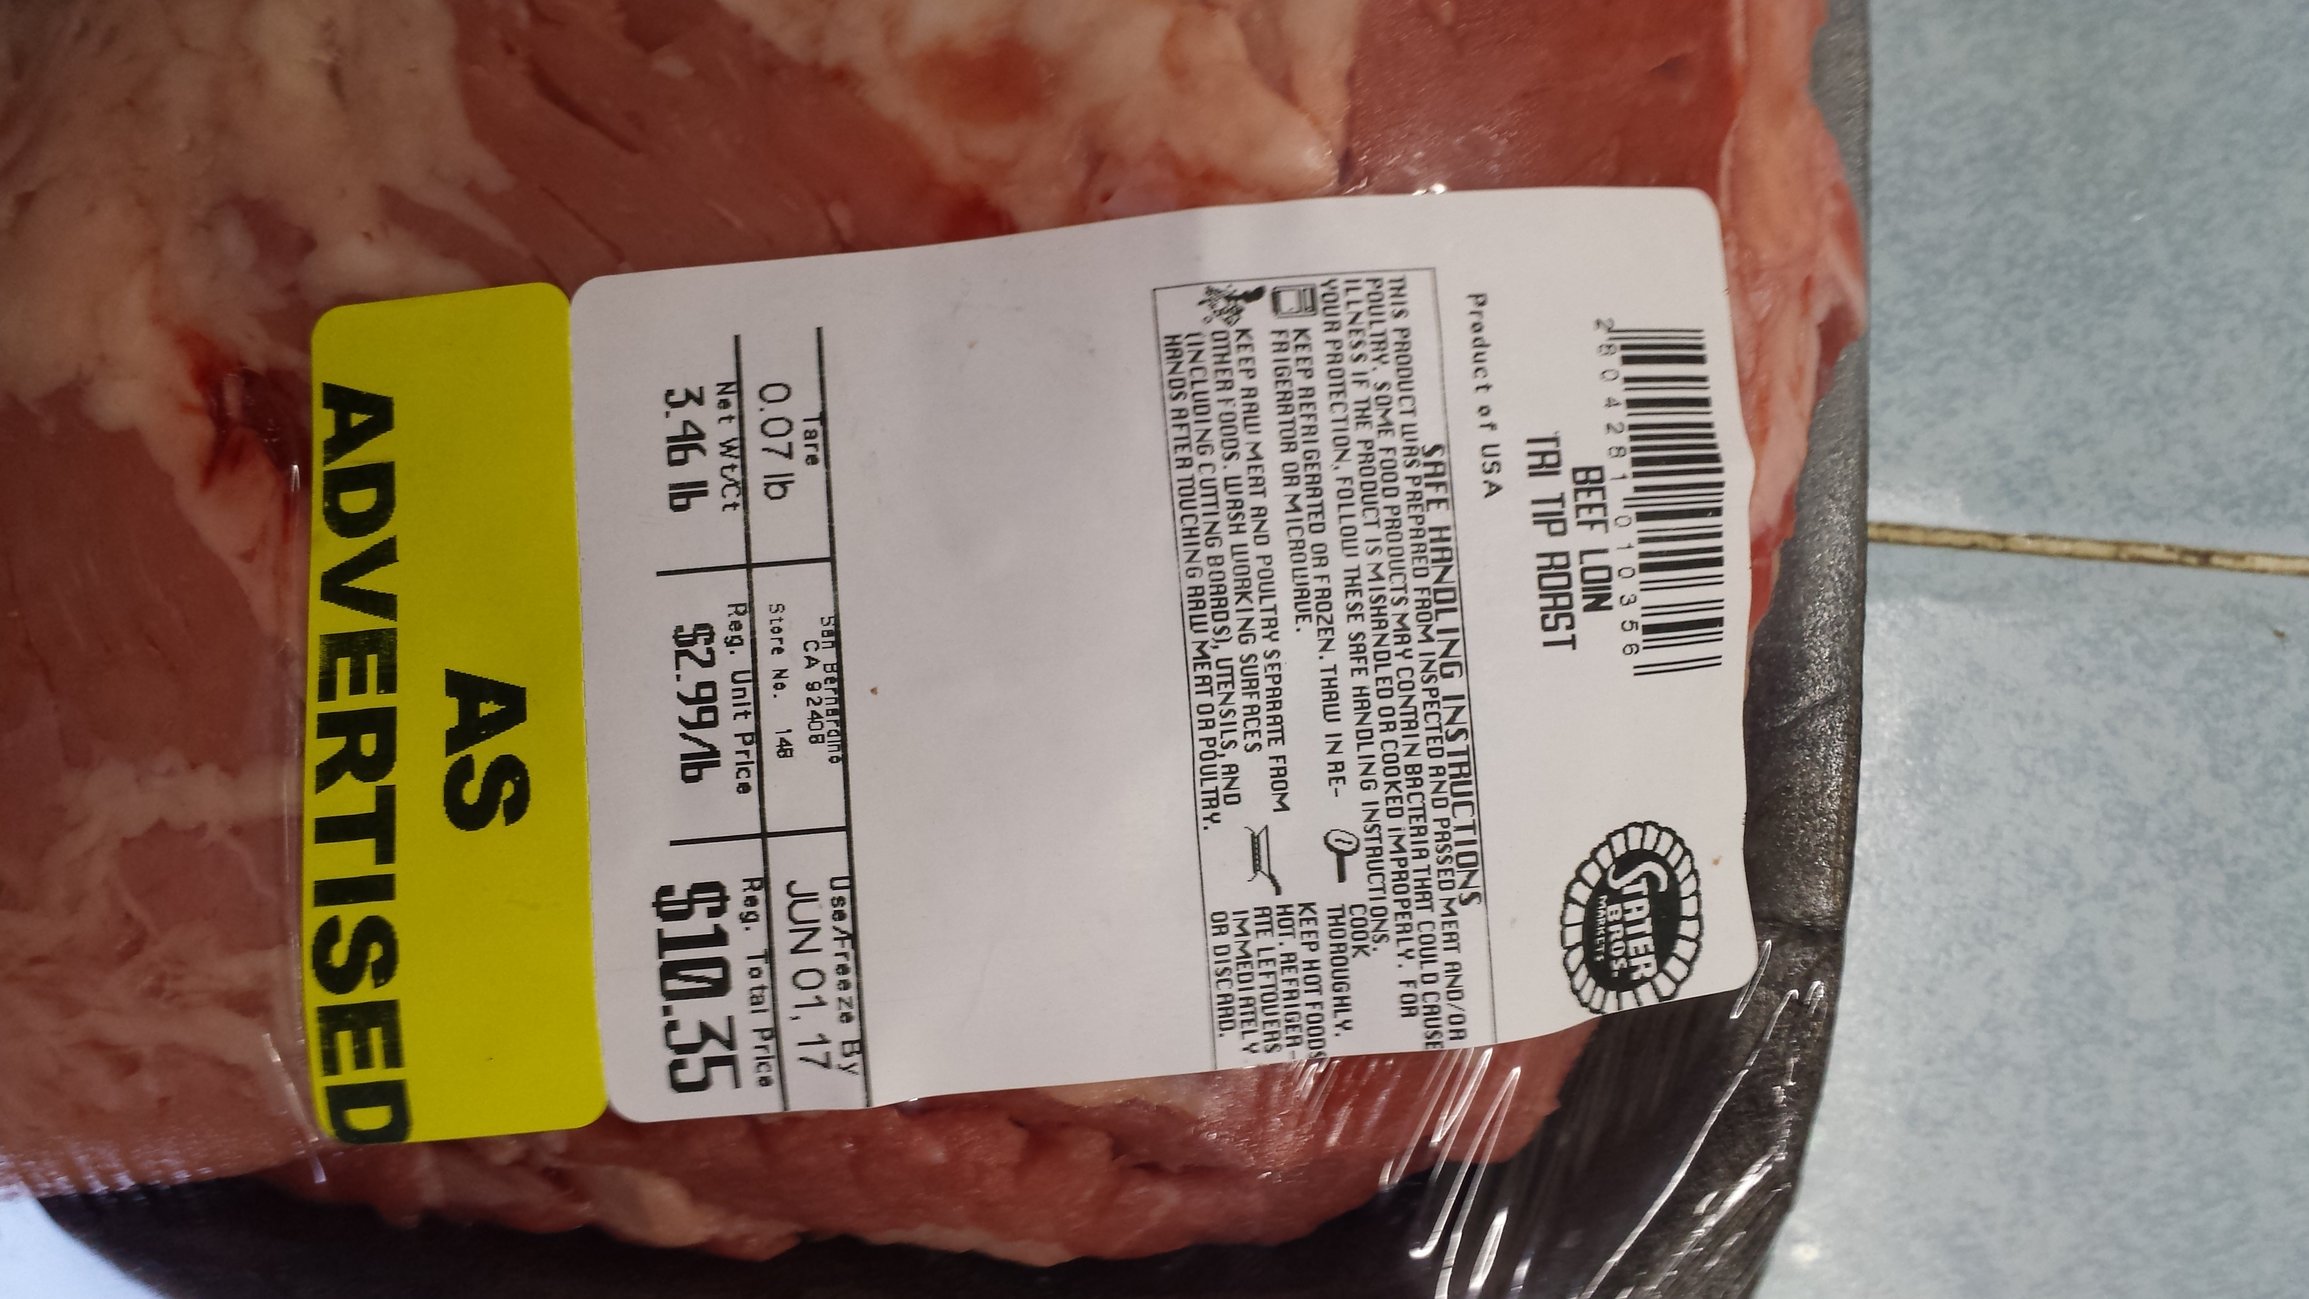 2 80428 1 01035 6
BEEF LOIN
TRI TIP ROAST
STATER
BROS.
MARKETS
Product of USA
SAFE HANDLING INSTRUCTIONS
THIS PRODUCT WAS PREPARED FROM INSPECTED AND PASSED MEAT AND/OR
POULTRY. SOME FOOD PRODUCTS MAY CONTAIN BACTERIA THAT COULD CAUSE
ILLNESS IF THE PRODUCT IS MISHANDLED OR COOKED IMPROPERLY. FOR
YOUR PROTECTION, FOLLOW THESE SAFE HANDLING INSTRUCTIONS.
KEEP REFRIGERATED OR FROZEN. THAW IN RE-
FRIGERATOR OR MICROWAVE.
KEEP RAW MEAT AND POULTRY SEPARATE FROM
OTHER FOODS. WASH WORKING SURFACES
(INCLUDING CUTTING BOARDS), UTENSILS, AND
HANDS AFTER TOUCHING RAW MEAT OR POULTRY.
COOK
THOROUGHLY.
KEEP HOT FOODS
HOT. REFRIGER-
ATE LEFTOVERS
IMMEDIATELY
OR DISCARD.
Tare
0.07 lb
San Bernardino
CA 92408
Store No. 148
Use/Freeze By
JUN 01, 17
Net Wt/Ct
3.46 lb
Reg. Unit Price
$2.99/lb
Reg. Total Price
$10.35
AS
ADVERTISED